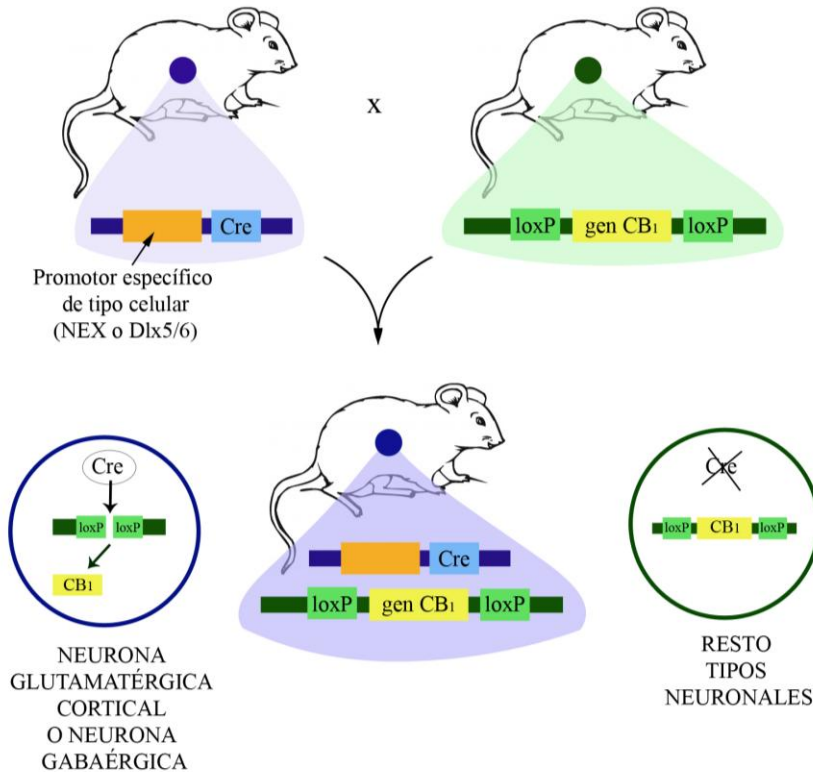 x
Cre
loxP gen CB1 loxP
Promotor específico
de tipo celular
(NEX o Dlx5/6)
Cre
loxP loxP
CB1
NEURONA
GLUTAMATÉRGICA
CORTICAL
O NEURONA
GABAÉRGICA
Cre
loxP gen CB1 loxP
Cre
loxP CB1 loxP
RESTO
TIPOS
NEURONALES